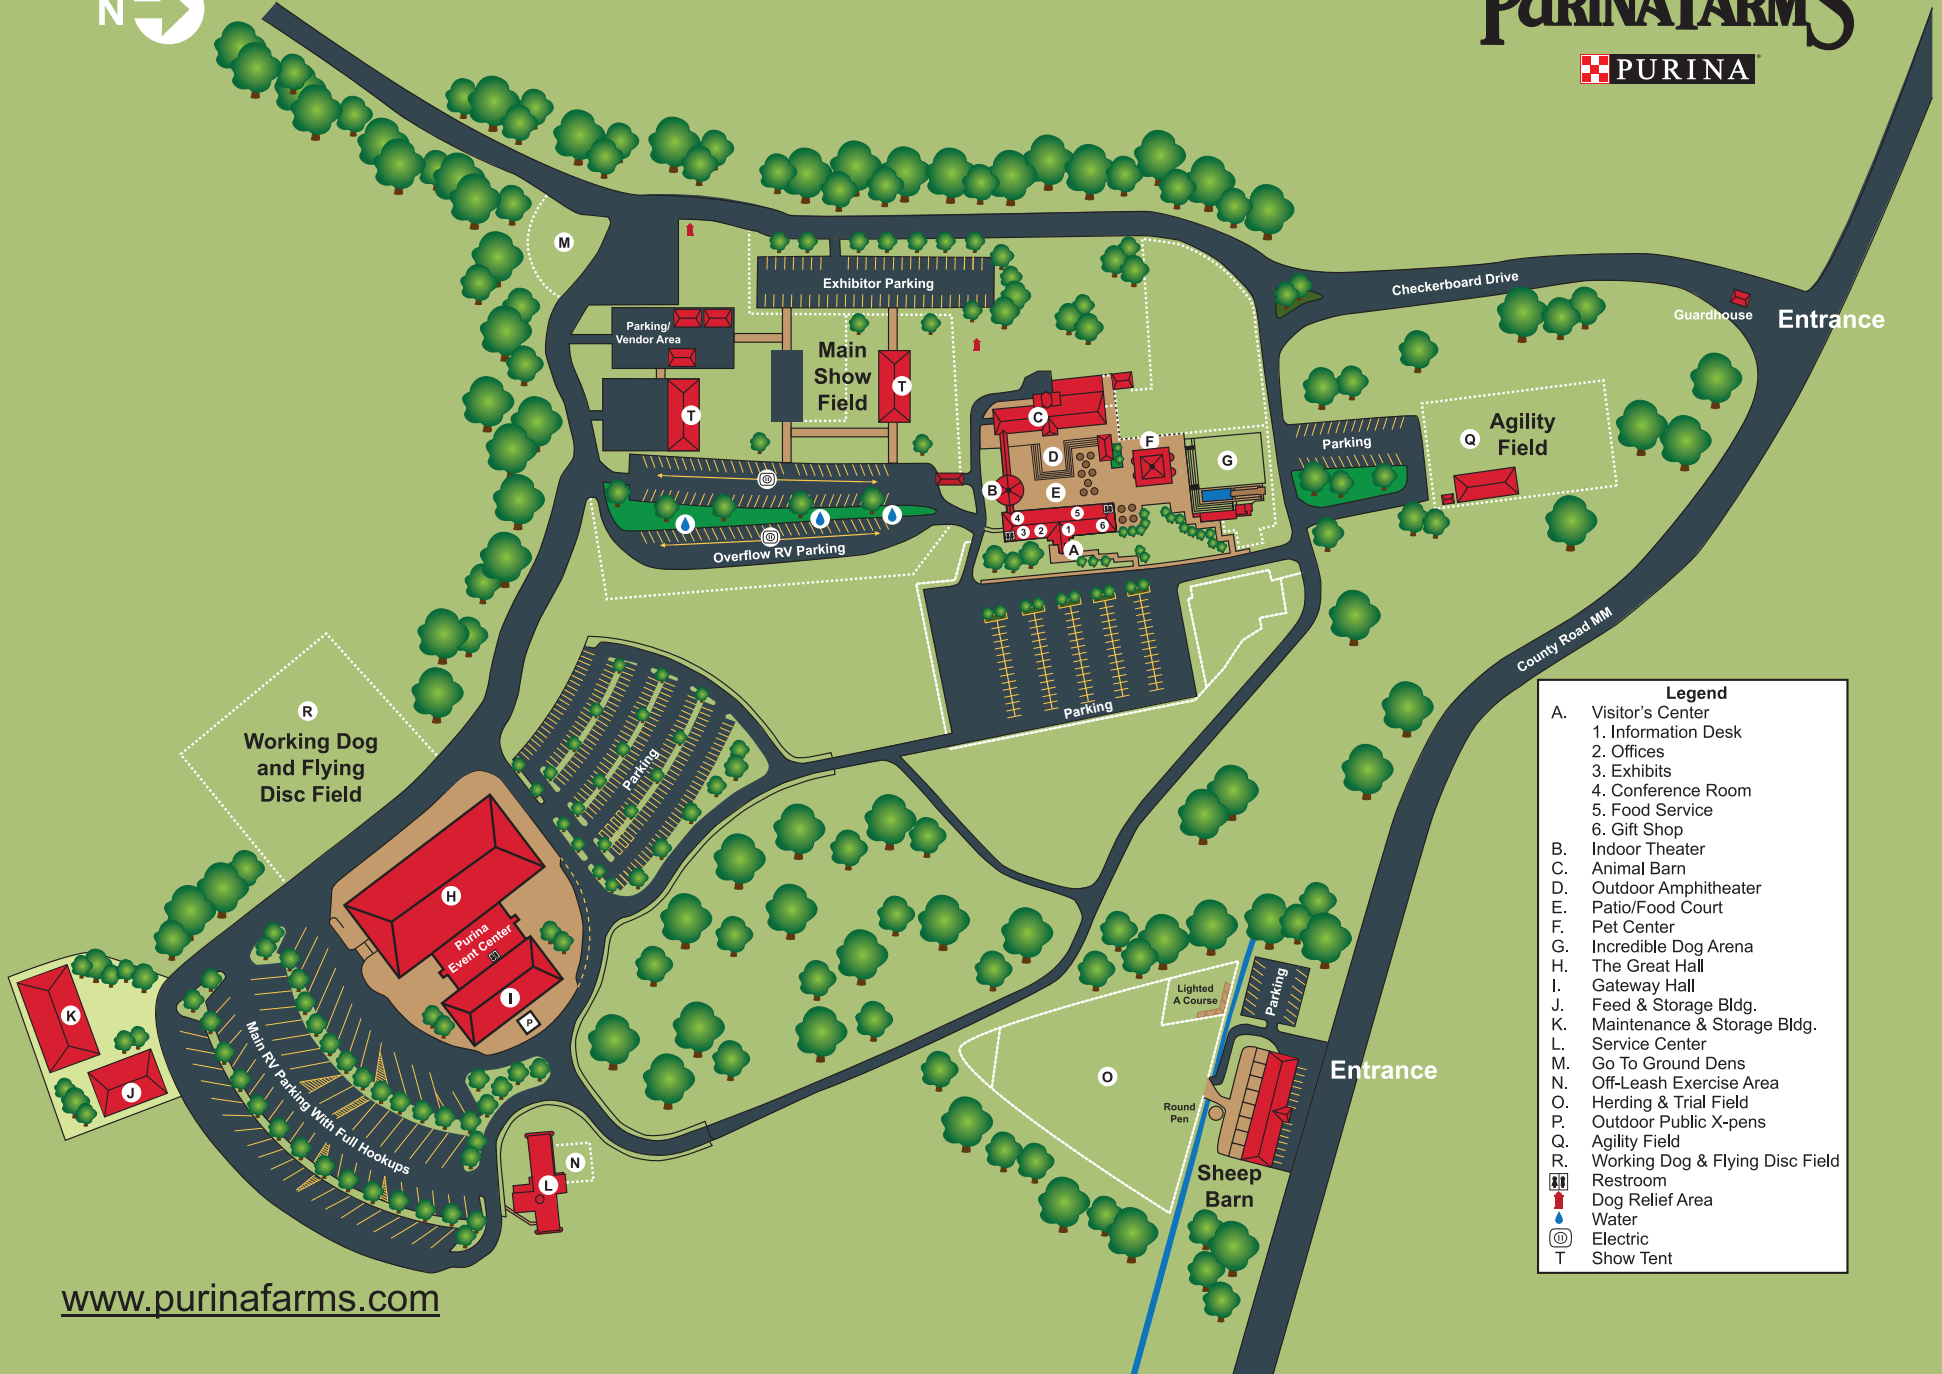 N
PURINA FARMS
PURINA
M
Exhibitor Parking
Checkerboard Drive
Guardhouse
Entrance
Parking/
Vendor Area
Main
Show
Field
T
T
C
F
D
G
B
E
4
5
3
2
1
6
A
Parking
Q
Agility
Field
Overflow RV Parking
Parking
County Road MM
R
Working Dog
and Flying
Disc Field
Parking
H
Purina
Event Center
I
P
K
J
Main RV Parking With Full Hookups
N
L
Lighted
A Course
Parking
O
Round
Pen
Entrance
Sheep
Barn
Legend
A. Visitor's Center
1. Information Desk
2. Offices
3. Exhibits
4. Conference Room
5. Food Service
6. Gift Shop
B. Indoor Theater
C. Animal Barn
D. Outdoor Amphitheater
E. Patio/Food Court
F. Pet Center
G. Incredible Dog Arena
H. The Great Hall
I. Gateway Hall
J. Feed & Storage Bldg.
K. Maintenance & Storage Bldg.
L. Service Center
M. Go To Ground Dens
N. Off-Leash Exercise Area
O. Herding & Trial Field
P. Outdoor Public X-pens
Q. Agility Field
R. Working Dog & Flying Disc Field
Restroom
Dog Relief Area
Water
Electric
T Show Tent
www.purinafarms.com